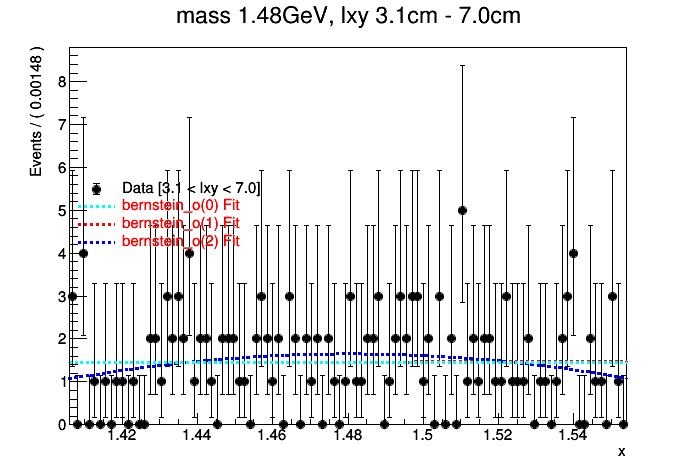 mass 1.48GeV, lxy 3.1cm - 7.0cm
Events / ( 0.00148 )
8
7
6
5
4
3
2
1
0
Data [3.1 < lxy < 7.0]
bernstein_o(0) Fit
bernstein_o(1) Fit
bernstein_o(2) Fit
1.42 1.44 1.46 1.48 1.5 1.52 1.54
x